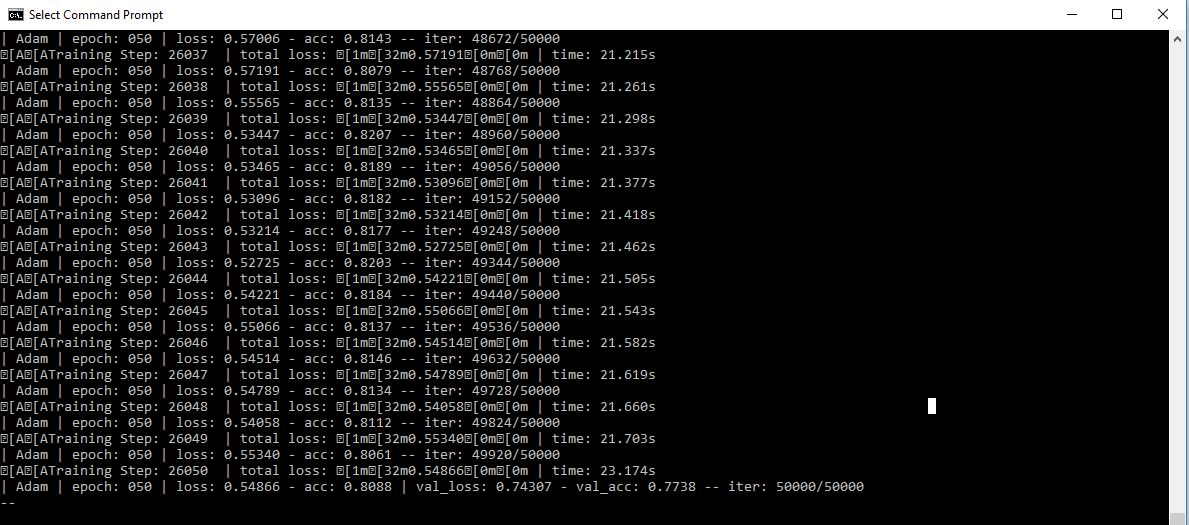 Select Command Prompt
| Adam | epoch: 050 | loss: 0.57006 - acc: 0.8143 -- iter: 48672/50000
[A[ATraining Step: 26037  | total loss: [1m[32m0.57191[0m[0m | time: 21.215s
| Adam | epoch: 050 | loss: 0.57191 - acc: 0.8079 -- iter: 48768/50000
[A[ATraining Step: 26038  | total loss: [1m[32m0.55565[0m[0m | time: 21.261s
| Adam | epoch: 050 | loss: 0.55565 - acc: 0.8135 -- iter: 48864/50000
[A[ATraining Step: 26039  | total loss: [1m[32m0.53447[0m[0m | time: 21.298s
| Adam | epoch: 050 | loss: 0.53447 - acc: 0.8207 -- iter: 48960/50000
[A[ATraining Step: 26040  | total loss: [1m[32m0.53465[0m[0m | time: 21.337s
| Adam | epoch: 050 | loss: 0.53465 - acc: 0.8189 -- iter: 49056/50000
[A[ATraining Step: 26041  | total loss: [1m[32m0.53096[0m[0m | time: 21.377s
| Adam | epoch: 050 | loss: 0.53096 - acc: 0.8182 -- iter: 49152/50000
[A[ATraining Step: 26042  | total loss: [1m[32m0.53214[0m[0m | time: 21.418s
| Adam | epoch: 050 | loss: 0.53214 - acc: 0.8177 -- iter: 49248/50000
[A[ATraining Step: 26043  | total loss: [1m[32m0.52725[0m[0m | time: 21.462s
| Adam | epoch: 050 | loss: 0.52725 - acc: 0.8203 -- iter: 49344/50000
[A[ATraining Step: 26044  | total loss: [1m[32m0.54221[0m[0m | time: 21.505s
| Adam | epoch: 050 | loss: 0.54221 - acc: 0.8184 -- iter: 49440/50000
[A[ATraining Step: 26045  | total loss: [1m[32m0.55066[0m[0m | time: 21.543s
| Adam | epoch: 050 | loss: 0.55066 - acc: 0.8137 -- iter: 49536/50000
[A[ATraining Step: 26046  | total loss: [1m[32m0.54514[0m[0m | time: 21.582s
| Adam | epoch: 050 | loss: 0.54514 - acc: 0.8146 -- iter: 49632/50000
[A[ATraining Step: 26047  | total loss: [1m[32m0.54789[0m[0m | time: 21.619s
| Adam | epoch: 050 | loss: 0.54789 - acc: 0.8134 -- iter: 49728/50000
[A[ATraining Step: 26048  | total loss: [1m[32m0.54058[0m[0m | time: 21.660s
| Adam | epoch: 050 | loss: 0.54058 - acc: 0.8112 -- iter: 49824/50000
[A[ATraining Step: 26049  | total loss: [1m[32m0.55340[0m[0m | time: 21.703s
| Adam | epoch: 050 | loss: 0.55340 - acc: 0.8061 -- iter: 49920/50000
[A[ATraining Step: 26050  | total loss: [1m[32m0.54866[0m[0m | time: 23.174s
| Adam | epoch: 050 | loss: 0.54866 - acc: 0.8088 | val_loss: 0.74307 - val_acc: 0.7738 -- iter: 50000/50000
--